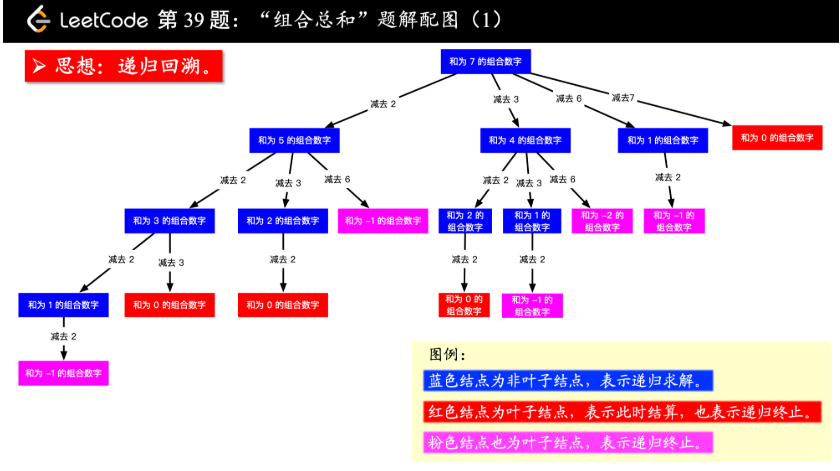 LeetCode 第 39 题：“组合总和”题解配图（1）
➢ 思想：递归回溯。
和为 7 的组合数字
减去 2
减去 3
减去 6
减去7
和为 5 的组合数字
和为 4 的组合数字
和为 1 的组合数字
和为 0 的组合数字
减去 2
减去 3
减去 6
减去 2
减去 3
减去 6
减去 2
和为 3 的组合数字
和为 2 的组合数字
和为 -1 的组合数字
和为 2 的
组合数字
和为 1 的
组合数字
和为 -2 的
组合数字
和为 -1 的
组合数字
减去 2
减去 3
减去 2
减去 2
减去 2
和为 1 的组合数字
和为 0 的组合数字
和为 0 的组合数字
和为 0 的
组合数字
和为 -1 的
组合数字
减去 2
和为 -1 的组合数字
图例：
蓝色结点为非叶子结点，表示递归求解。
红色结点为叶子结点，表示此时结算，也表示递归终止。
粉色结点也为叶子结点，表示递归终止。